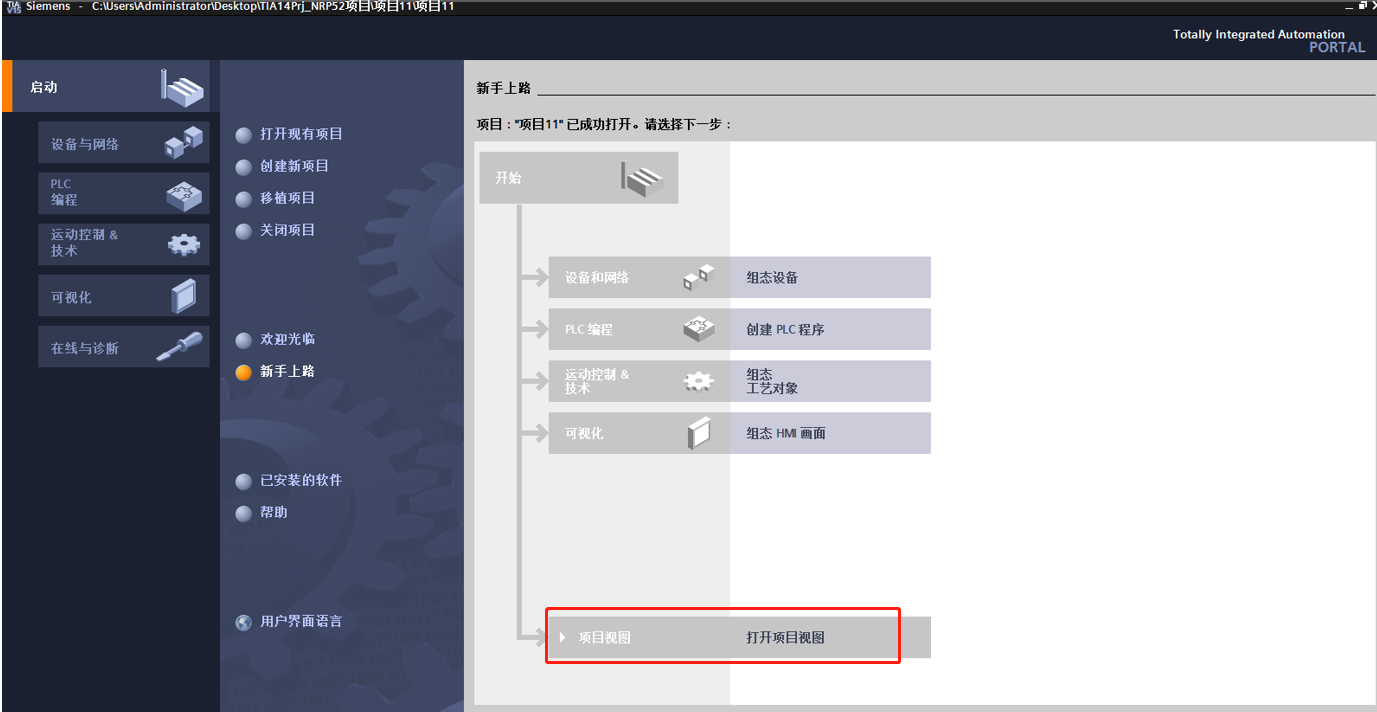 TIA V15 Siemens - C:\Users\Administrator\Desktop\TIA14Prj_NRP52项目\项目11\项目11
Totally Integrated Automation
PORTAL
启动
设备与网络
PLC
编程
运动控制 &
技术
可视化
在线与诊断
打开现有项目
创建新项目
移植项目
关闭项目
欢迎光临
新手上路
已安装的软件
帮助
用户界面语言
新手上路
项目："项目11" 已成功打开。请选择下一步：
开始
设备和网络 组态设备
PLC 编程 创建 PLC 程序
运动控制 & 组态
技术 工艺对象
可视化 组态 HMI 画面
项目视图 打开项目视图